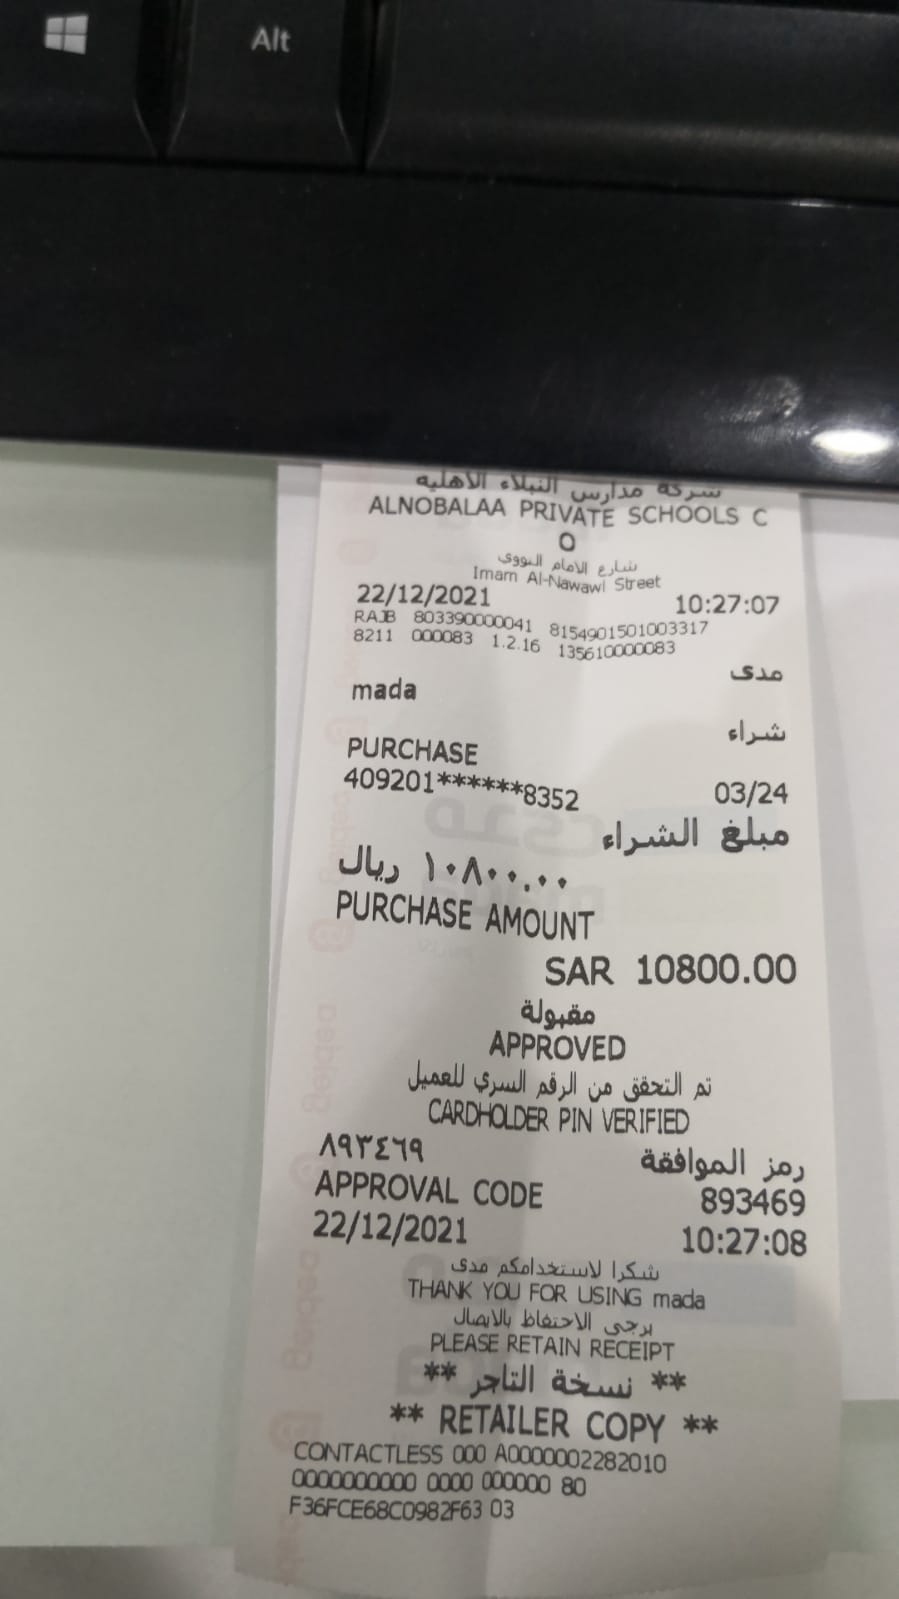 Alt
شركة مدارس النبلاء الاهلية
ALNOBALAA PRIVATE SCHOOLS C
O
شارع الامام النووي
Imam Al-Nawawi Street
22/12/2021 10:27:07
RAJB 803390000041 8154901501003317
8211 000083 1.2.16 135610000083
مدى
mada
شراء
PURCHASE
409201******8352 03/24
مبلغ الشراء
١٠٨٠٠.٠٠ ريال
PURCHASE AMOUNT
SAR 10800.00
مقبولة
APPROVED
تم التحقق من الرقم السري للعميل
CARDHOLDER PIN VERIFIED
رمز الموافقة ٨٩٣٤٦٩
APPROVAL CODE 893469
22/12/2021 10:27:08
شكرا لاستخدامكم مدى
THANK YOU FOR USING mada
يرجى الاحتفاظ بالايصال
PLEASE RETAIN RECEIPT
** نسخة التاجر **
** RETAILER COPY **
CONTACTLESS 000 A0000002282010
0000000000 0000 000000 80
F36FCE68C0982F63 03